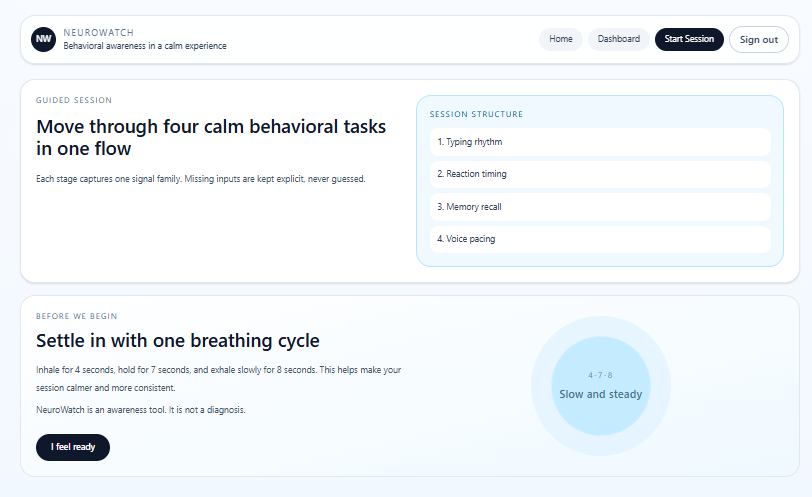 NW
NEUROWATCH
Behavioral awareness in a calm experience
Home
Dashboard
Start Session
Sign out
GUIDED SESSION
Move through four calm behavioral tasks
in one flow
Each stage captures one signal family. Missing inputs are kept explicit, never guessed.
SESSION STRUCTURE
1. Typing rhythm
2. Reaction timing
3. Memory recall
4. Voice pacing
BEFORE WE BEGIN
Settle in with one breathing cycle
Inhale for 4 seconds, hold for 7 seconds, and exhale slowly for 8 seconds. This helps make your
session calmer and more consistent.
NeuroWatch is an awareness tool. It is not a diagnosis.
I feel ready
4-7-8
Slow and steady